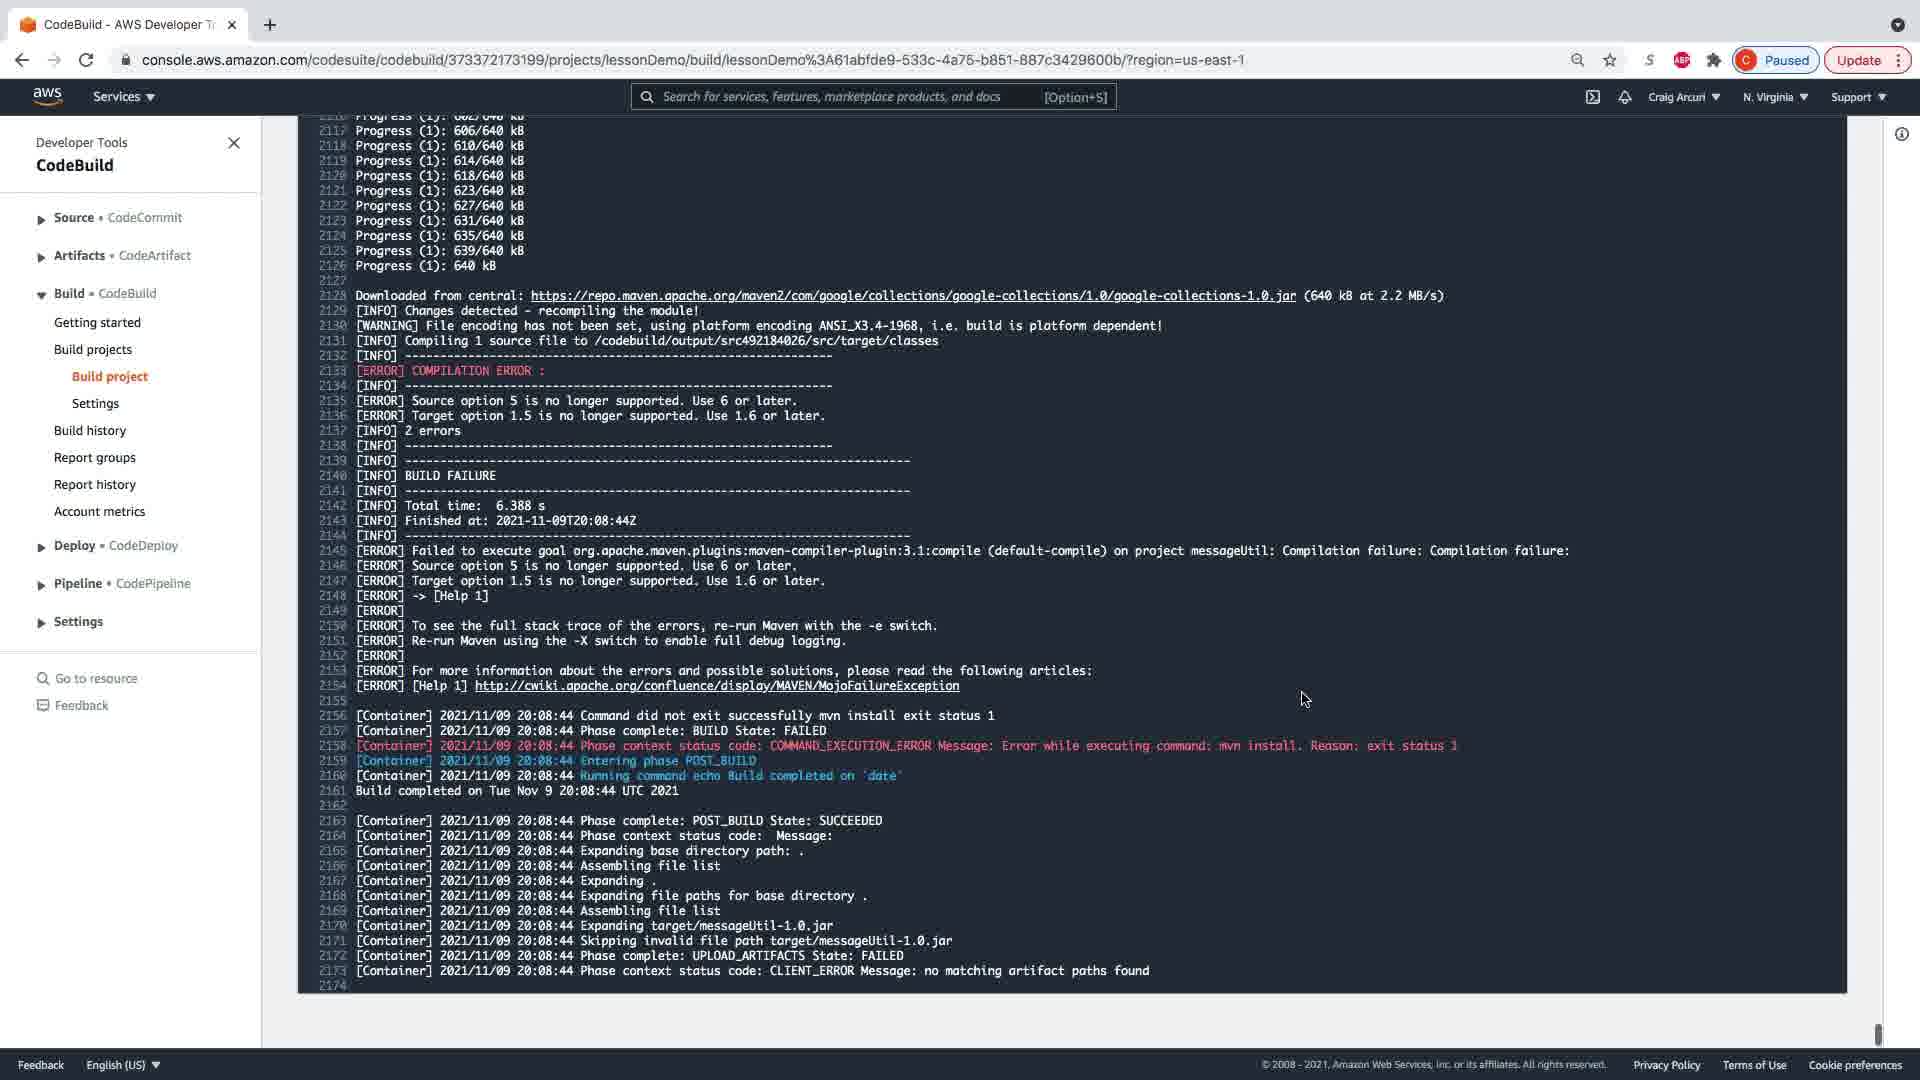 CodeBuild - AWS Developer To
console.aws.amazon.com/codesuite/codebuild/373372173199/projects/lessonDemo/build/lessonDemo%3A61abfde9-533c-4a75-b851-887c3429600b/?region=us-east-1
ABP
C Paused
Update
aws
Services
Search for services, features, marketplace products, and docs
[Option+S]
Craig Arcuri
N. Virginia
Support
Developer Tools
CodeBuild
Source • CodeCommit
Artifacts • CodeArtifact
Build • CodeBuild
Getting started
Build projects
Build project
Settings
Build history
Report groups
Report history
Account metrics
Deploy • CodeDeploy
Pipeline • CodePipeline
Settings
Go to resource
Feedback
2116 Progress (1): 602/640 kB
2117 Progress (1): 606/640 kB
2118 Progress (1): 610/640 kB
2119 Progress (1): 614/640 kB
2120 Progress (1): 618/640 kB
2121 Progress (1): 623/640 kB
2122 Progress (1): 627/640 kB
2123 Progress (1): 631/640 kB
2124 Progress (1): 635/640 kB
2125 Progress (1): 639/640 kB
2126 Progress (1): 640 kB
2127
2128 Downloaded from central: https://repo.maven.apache.org/maven2/com/google/collections/google-collections/1.0/google-collections-1.0.jar (640 kB at 2.2 MB/s)
2129 [INFO] Changes detected - recompiling the module!
2130 [WARNING] File encoding has not been set, using platform encoding ANSI_X3.4-1968, i.e. build is platform dependent!
2131 [INFO] Compiling 1 source file to /codebuild/output/src492184026/src/target/classes
2132 [INFO] -------------------------------------------------------------
2133 [ERROR] COMPILATION ERROR :
2134 [INFO] -------------------------------------------------------------
2135 [ERROR] Source option 5 is no longer supported. Use 6 or later.
2136 [ERROR] Target option 1.5 is no longer supported. Use 1.6 or later.
2137 [INFO] 2 errors
2138 [INFO] -------------------------------------------------------------
2139 [INFO] ------------------------------------------------------------------------
2140 [INFO] BUILD FAILURE
2141 [INFO] ------------------------------------------------------------------------
2142 [INFO] Total time:  6.388 s
2143 [INFO] Finished at: 2021-11-09T20:08:44Z
2144 [INFO] ------------------------------------------------------------------------
2145 [ERROR] Failed to execute goal org.apache.maven.plugins:maven-compiler-plugin:3.1:compile (default-compile) on project messageUtil: Compilation failure: Compilation failure:
2146 [ERROR] Source option 5 is no longer supported. Use 6 or later.
2147 [ERROR] Target option 1.5 is no longer supported. Use 1.6 or later.
2148 [ERROR] -> [Help 1]
2149 [ERROR]
2150 [ERROR] To see the full stack trace of the errors, re-run Maven with the -e switch.
2151 [ERROR] Re-run Maven using the -X switch to enable full debug logging.
2152 [ERROR]
2153 [ERROR] For more information about the errors and possible solutions, please read the following articles:
2154 [ERROR] [Help 1] http://cwiki.apache.org/confluence/display/MAVEN/MojoFailureException
2155
2156 [Container] 2021/11/09 20:08:44 Command did not exit successfully mvn install exit status 1
2157 [Container] 2021/11/09 20:08:44 Phase complete: BUILD State: FAILED
2158 [Container] 2021/11/09 20:08:44 Phase context status code: COMMAND_EXECUTION_ERROR Message: Error while executing command: mvn install. Reason: exit status 1
2159 [Container] 2021/11/09 20:08:44 Entering phase POST_BUILD
2160 [Container] 2021/11/09 20:08:44 Running command echo Build completed on `date`
2161 Build completed on Tue Nov 9 20:08:44 UTC 2021
2162
2163 [Container] 2021/11/09 20:08:44 Phase complete: POST_BUILD State: SUCCEEDED
2164 [Container] 2021/11/09 20:08:44 Phase context status code:  Message:
2165 [Container] 2021/11/09 20:08:44 Expanding base directory path: .
2166 [Container] 2021/11/09 20:08:44 Assembling file list
2167 [Container] 2021/11/09 20:08:44 Expanding .
2168 [Container] 2021/11/09 20:08:44 Expanding file paths for base directory .
2169 [Container] 2021/11/09 20:08:44 Assembling file list
2170 [Container] 2021/11/09 20:08:44 Expanding target/messageUtil-1.0.jar
2171 [Container] 2021/11/09 20:08:44 Skipping invalid file path target/messageUtil-1.0.jar
2172 [Container] 2021/11/09 20:08:44 Phase complete: UPLOAD_ARTIFACTS State: FAILED
2173 [Container] 2021/11/09 20:08:44 Phase context status code: CLIENT_ERROR Message: no matching artifact paths found
2174
Feedback
English (US)
© 2008 - 2021, Amazon Web Services, Inc. or its affiliates. All rights reserved.
Privacy Policy
Terms of Use
Cookie preferences